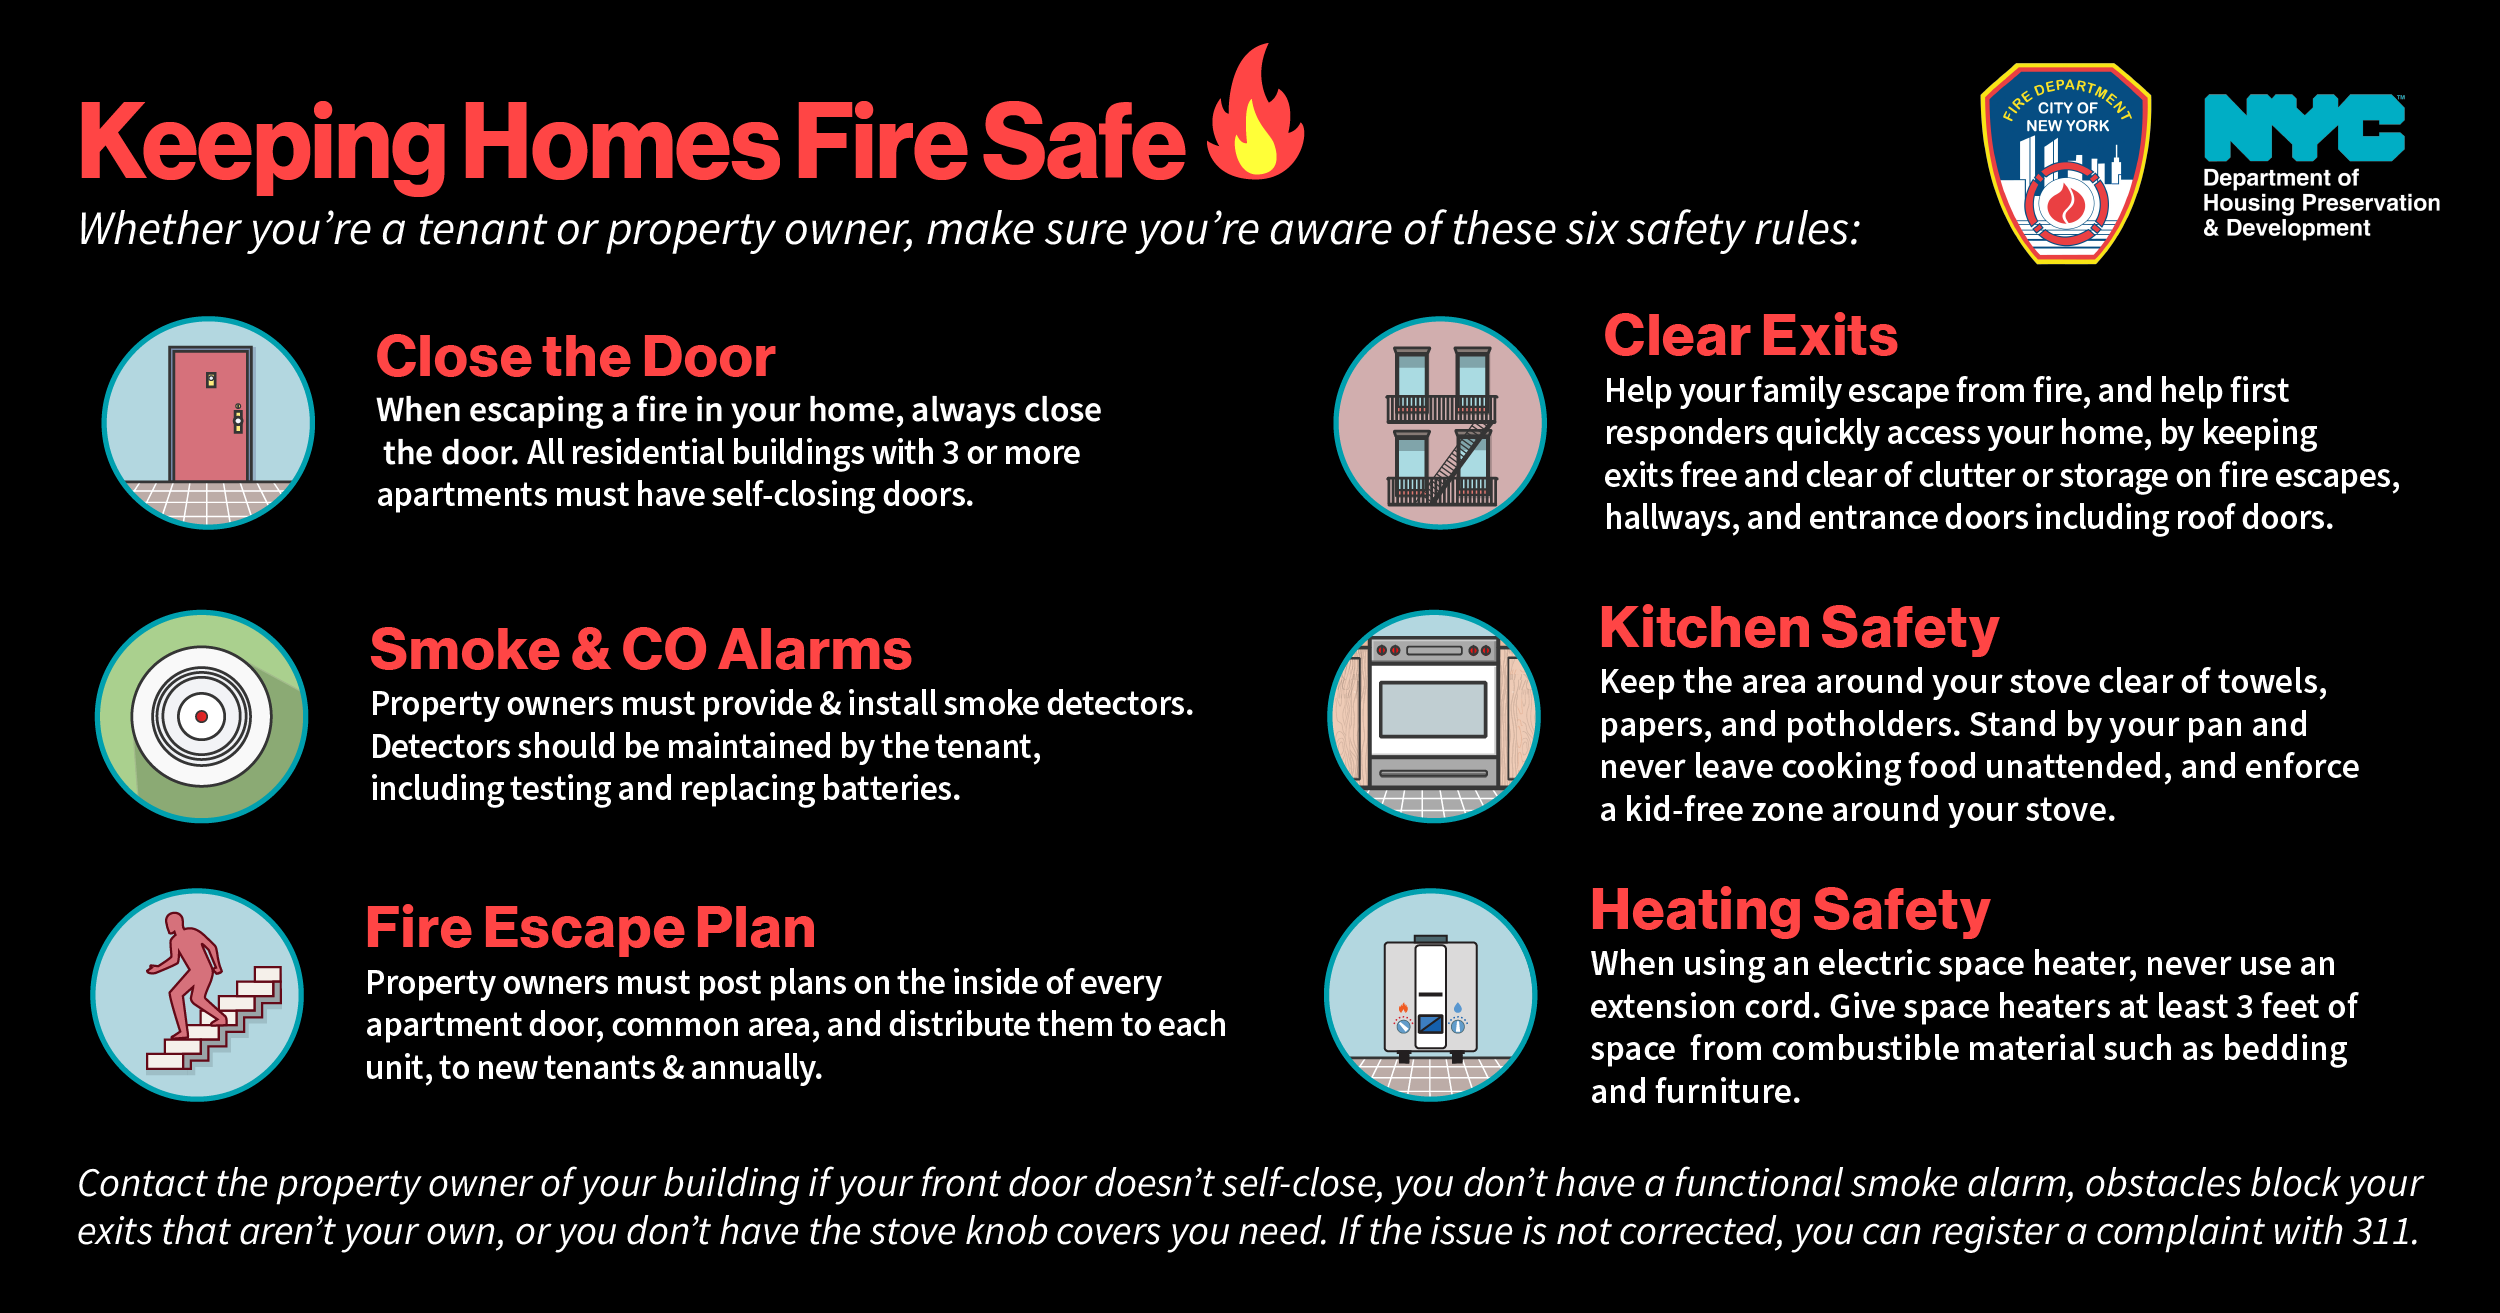 Keeping Homes Fire Safe
Whether you're a tenant or property owner, make sure you're aware of these six safety rules:
FIRE DEPARTMENT
CITY OF
NEW YORK
NYC™
Department of
Housing Preservation
& Development
Close the Door
When escaping a fire in your home, always close
the door. All residential buildings with 3 or more
apartments must have self-closing doors.
Clear Exits
Help your family escape from fire, and help first
responders quickly access your home, by keeping
exits free and clear of clutter or storage on fire escapes,
hallways, and entrance doors including roof doors.
Smoke & CO Alarms
Property owners must provide & install smoke detectors.
Detectors should be maintained by the tenant,
including testing and replacing batteries.
Kitchen Safety
Keep the area around your stove clear of towels,
papers, and potholders. Stand by your pan and
never leave cooking food unattended, and enforce
a kid-free zone around your stove.
Fire Escape Plan
Property owners must post plans on the inside of every
apartment door, common area, and distribute them to each
unit, to new tenants & annually.
Heating Safety
When using an electric space heater, never use an
extension cord. Give space heaters at least 3 feet of
space from combustible material such as bedding
and furniture.
Contact the property owner of your building if your front door doesn't self-close, you don't have a functional smoke alarm, obstacles block your
exits that aren't your own, or you don't have the stove knob covers you need. If the issue is not corrected, you can register a complaint with 311.